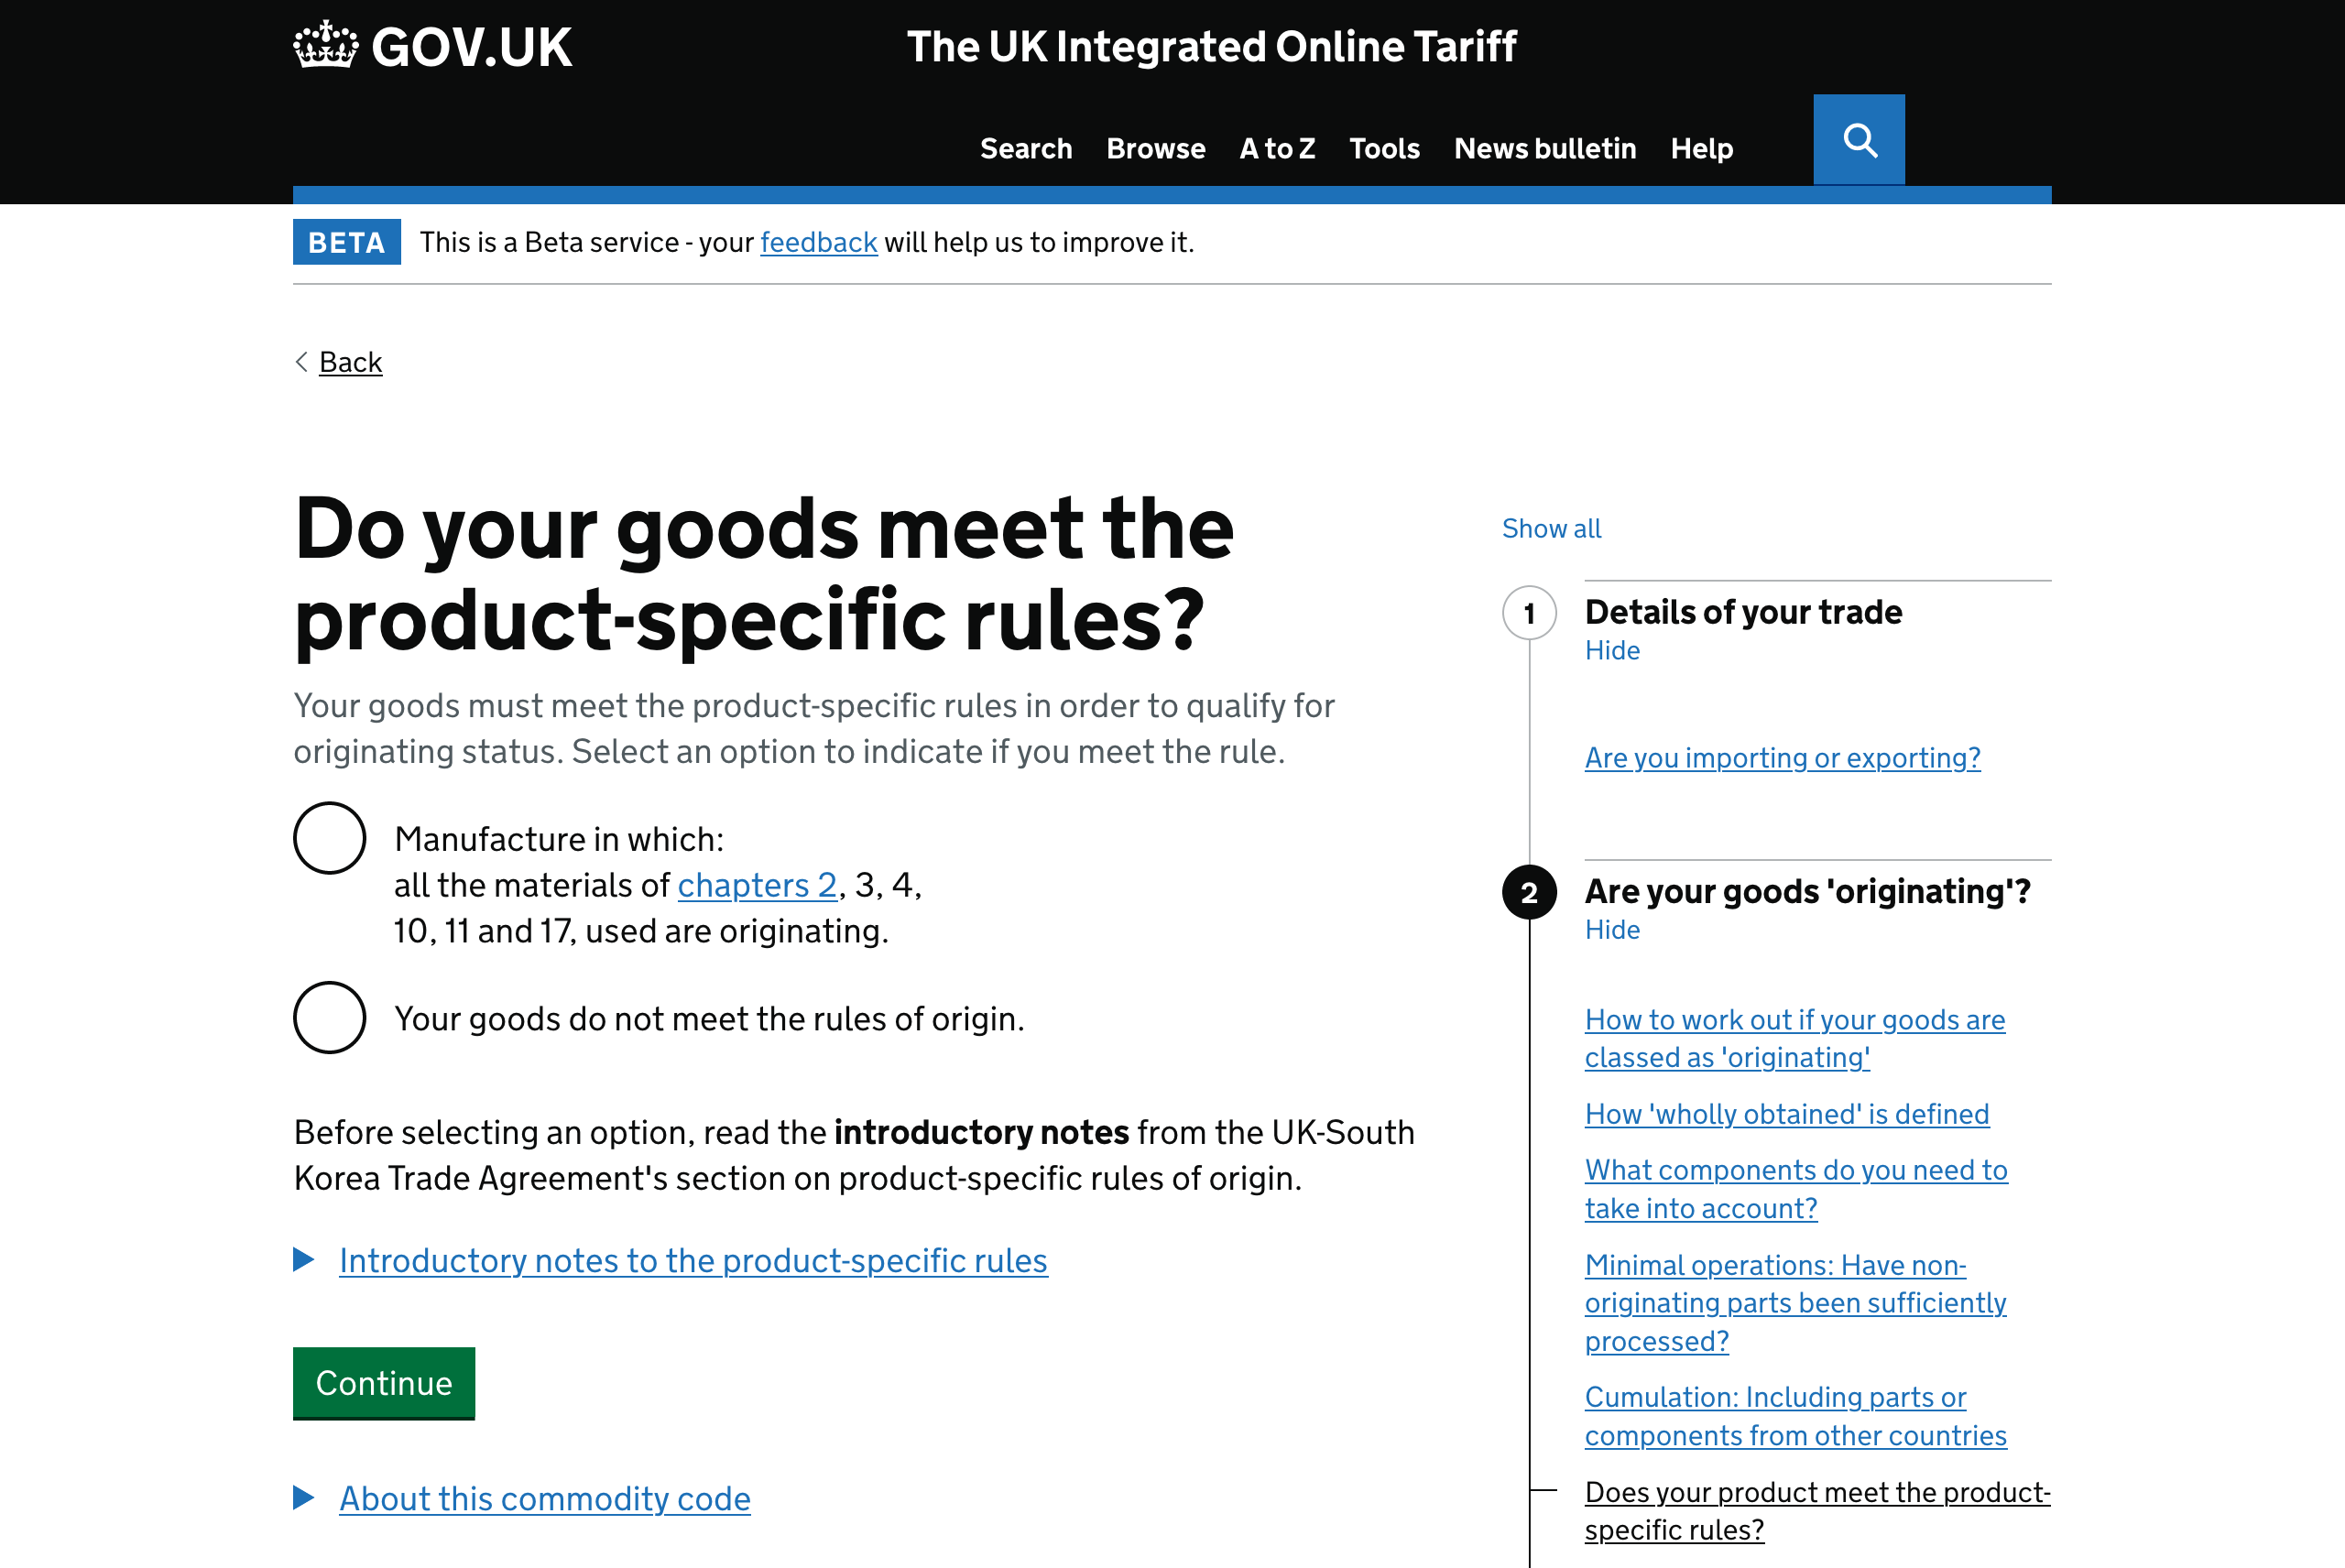 GOV.UK
The UK Integrated Online Tariff
Search Browse A to Z Tools News bulletin Help
BETA This is a Beta service - your feedback will help us to improve it.
Back
Do your goods meet the
product-specific rules?
Your goods must meet the product-specific rules in order to qualify for
originating status. Select an option to indicate if you meet the rule.
Manufacture in which:
all the materials of chapters 2, 3, 4,
10, 11 and 17, used are originating.
Your goods do not meet the rules of origin.
Before selecting an option, read the introductory notes from the UK-South
Korea Trade Agreement's section on product-specific rules of origin.
Introductory notes to the product-specific rules
Continue
About this commodity code
Show all
1 Details of your trade
Hide
Are you importing or exporting?
2 Are your goods 'originating'?
Hide
How to work out if your goods are
classed as 'originating'
How 'wholly obtained' is defined
What components do you need to
take into account?
Minimal operations: Have non-
originating parts been sufficiently
processed?
Cumulation: Including parts or
components from other countries
Does your product meet the product-
specific rules?